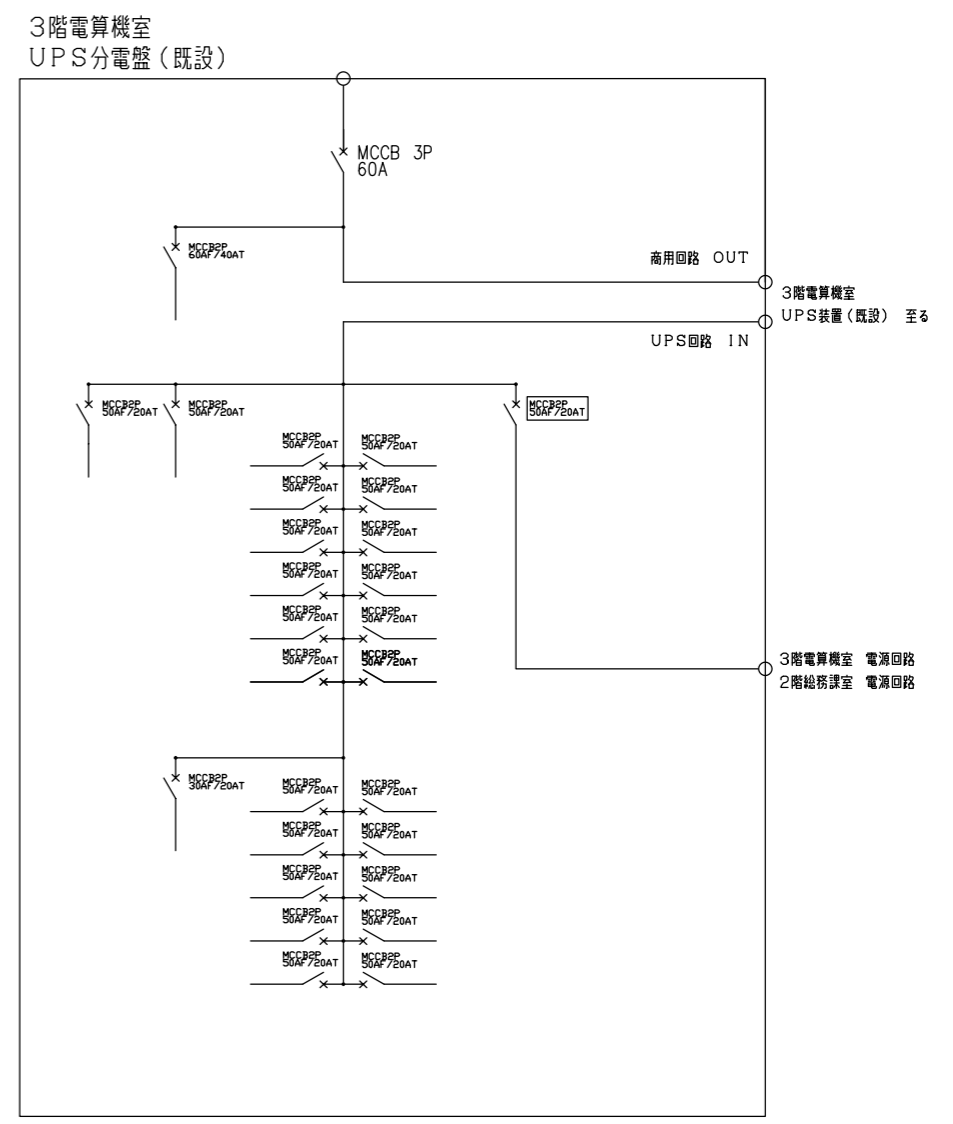 3階電算機室
UPS分電盤(既設)
MCCB 3P
60A
MCCB2P
60AF/40AT
商用回路 OUT
3階電算機室
UPS装置(既設) 至る
UPS回路 IN
MCCB2P
50AF/20AT
MCCB2P
50AF/20AT
MCCB2P
50AF/20AT
MCCB2P
50AF/20AT
MCCB2P
50AF/20AT
MCCB2P
50AF/20AT
MCCB2P
50AF/20AT
MCCB2P
50AF/20AT
MCCB2P
50AF/20AT
MCCB2P
50AF/20AT
MCCB2P
50AF/20AT
MCCB2P
50AF/20AT
MCCB2P
50AF/20AT
MCCB2P
50AF/20AT
MCCB2P
50AF/20AT
3階電算機室 電源回路
2階総務課室 電源回路
MCCB2P
30AF/20AT
MCCB2P
50AF/20AT
MCCB2P
50AF/20AT
MCCB2P
50AF/20AT
MCCB2P
50AF/20AT
MCCB2P
50AF/20AT
MCCB2P
50AF/20AT
MCCB2P
50AF/20AT
MCCB2P
50AF/20AT
MCCB2P
50AF/20AT
MCCB2P
50AF/20AT